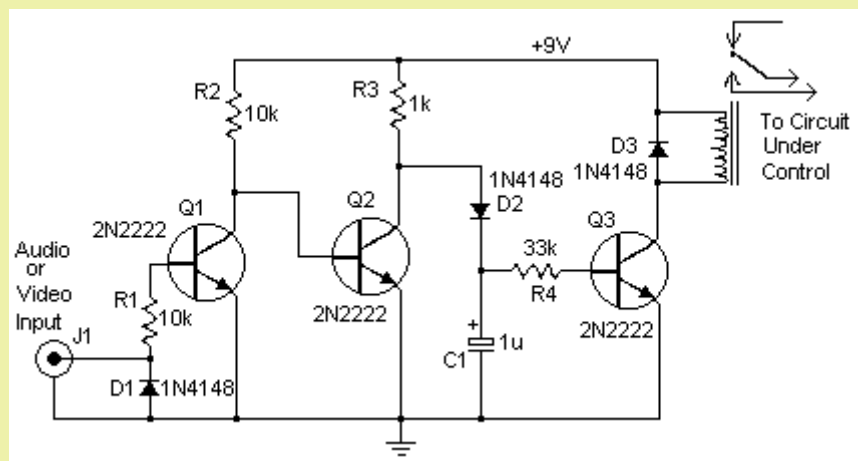 +9V
R2
10k
R3
1k
To Circuit
Under
Control
D3
1N4148
1N4148
D2
Q1
2N2222
Q2
2N2222
Q3
33k
R4
2N2222
Audio
or
Video
Input
J1
R1
10k
D1
1N4148
+
C1
1u